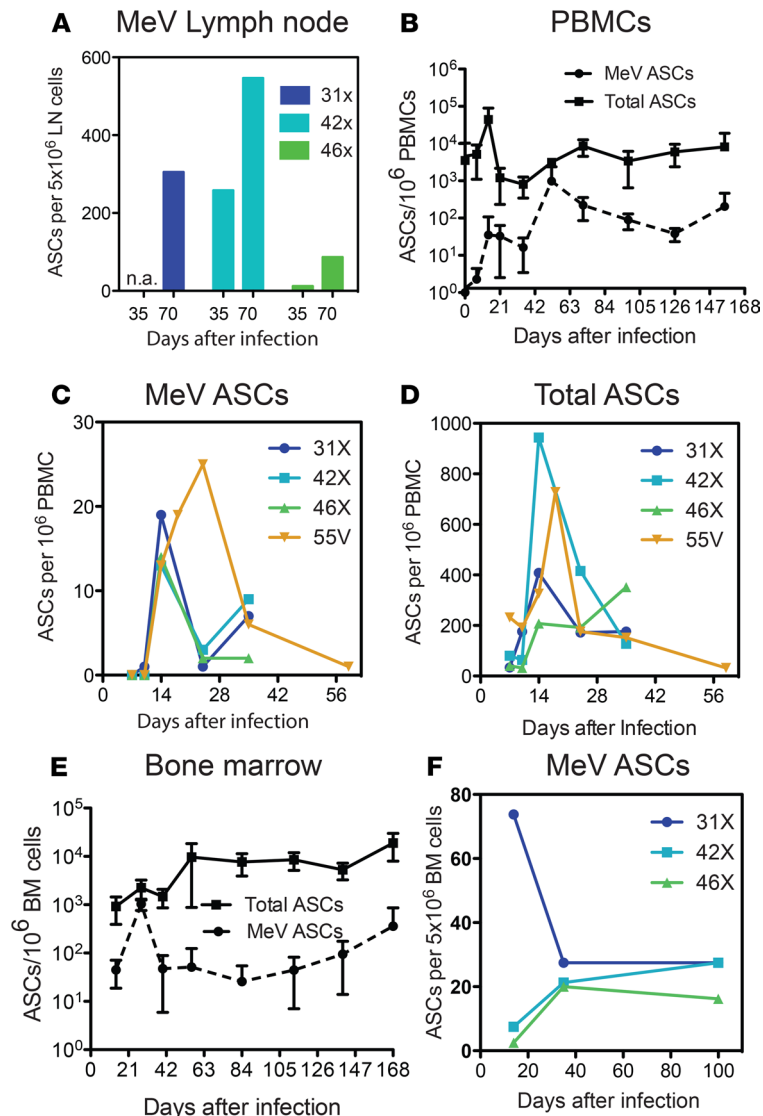 A MeV Lymph node
ASCs per 5x10⁶ LN cells
600
400
200
0
31x
42x
46x
n.a.
35 70 35 70 35 70
Days after infection
B PBMCs
ASCs/10⁶ PBMCs
10⁶
10⁵
10⁴
10³
10²
10¹
10⁰
MeV ASCs
Total ASCs
0 21 42 63 84 105 126 147 168
Days after infection
C MeV ASCs
ASCs per 10⁶ PBMC
30
20
10
0
31X
42X
46X
55V
0 14 28 42 56
Days after infection
D Total ASCs
ASCs per 10⁶ PBMC
1000
800
600
400
200
0
31X
42X
46X
55V
0 14 28 42 56
Days after Infection
E Bone marrow
ASCs/10⁶ BM cells
10⁵
10⁴
10³
10²
10¹
10⁰
Total ASCs
MeV ASCs
0 21 42 63 84 105 126 147 168
Days after infection
F MeV ASCs
ASCs per 5x10⁶ BM cells
80
60
40
20
0
31X
42X
46X
0 20 40 60 80 100
Days after infection